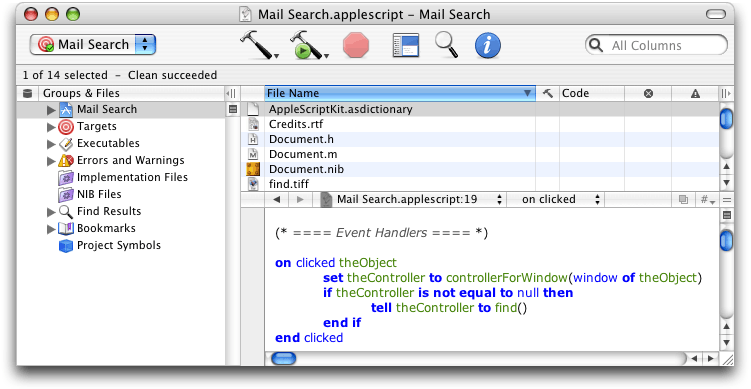 Mail Search.applescript – Mail Search
Mail Search
All Columns
1 of 14 selected – Clean succeeded
Groups & Files
Mail Search
Targets
Executables
Errors and Warnings
Implementation Files
NIB Files
Find Results
Bookmarks
Project Symbols
File Name Code
AppleScriptKit.asdictionary
Credits.rtf
Document.h
Document.m
Document.nib
find.tiff
Mail Search.applescript:19 on clicked #
(* ==== Event Handlers ==== *)
on clicked theObject
set theController to controllerForWindow(window of theObject)
if theController is not equal to null then
tell theController to find()
end if
end clicked